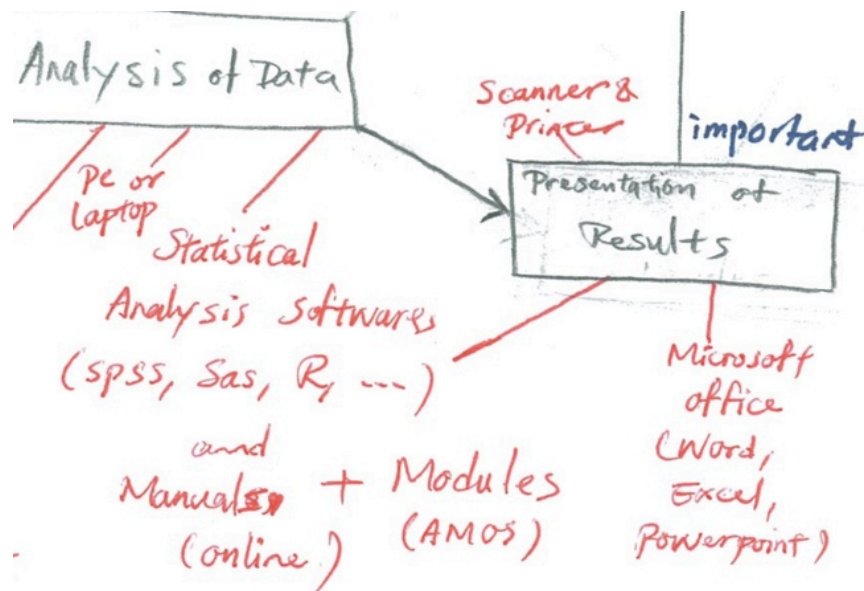 Analysis of Data
Scanner &
Printer
important
Presentation of
Results
PC or
laptop
Statistical
Analysis softwares
(SPSS, Sas, R, ...)
and
Manuals
(online)
+ Modules
(AMOS)
Microsoft
office
(Word,
Excel,
Powerpoint)